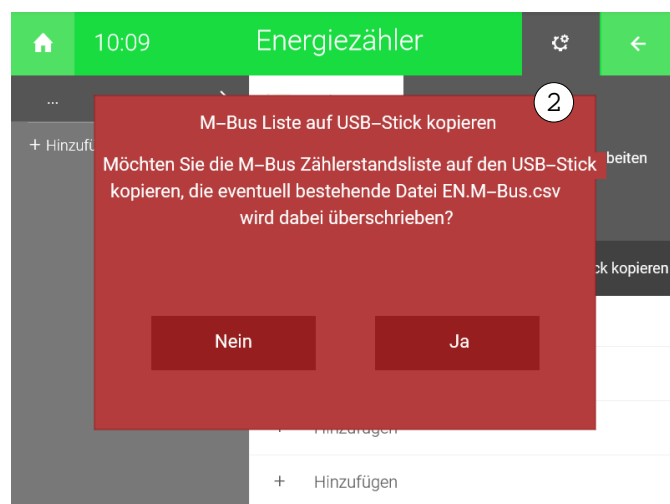 10:09 Energiezähler
2
...
+ Hinzufü
M–Bus Liste auf USB–Stick kopieren
Möchten Sie die M–Bus Zählerstandsliste auf den USB–Stick
kopieren, die eventuell bestehende Datei EN.M–Bus.csv
wird dabei überschrieben?
Nein Ja
beiten
ck kopieren
+ Hinzufügen
+ Hinzufügen